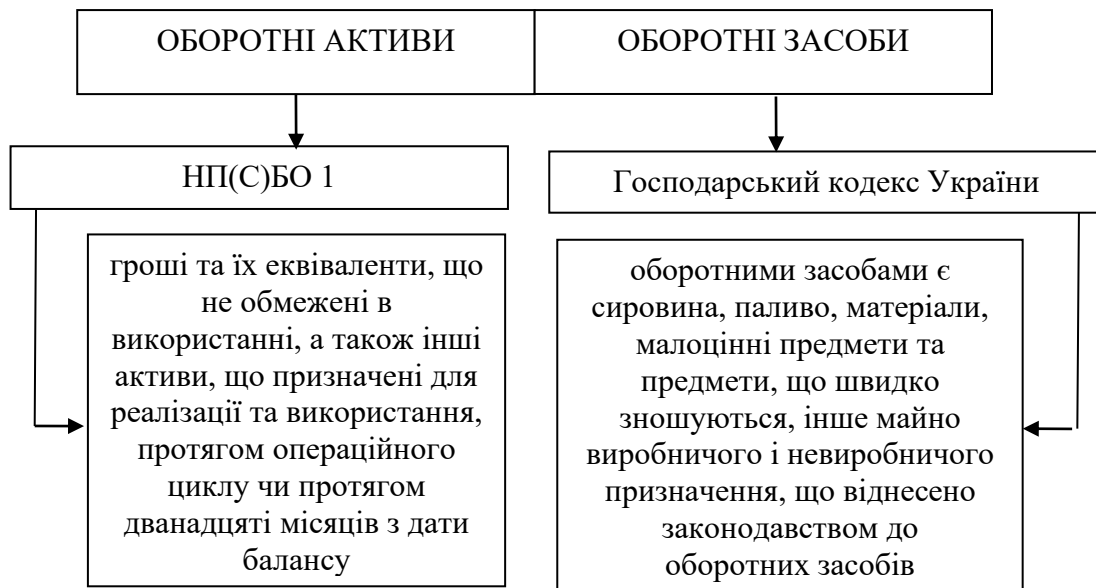 ОБОРОТНІ АКТИВИ
ОБОРОТНІ ЗАСОБИ
НП(С)БО 1
Господарський кодекс України
гроші та їх еквіваленти, що
не обмежені в
використанні, а також інші
активи, що призначені для
реалізації та використання,
протягом операційного
циклу чи протягом
дванадцяти місяців з дати
балансу
оборотними засобами є
сировина, паливо, матеріали,
малоцінні предмети та
предмети, що швидко
зношуються, інше майно
виробничого і невиробничого
призначення, що віднесено
законодавством до
оборотних засобів